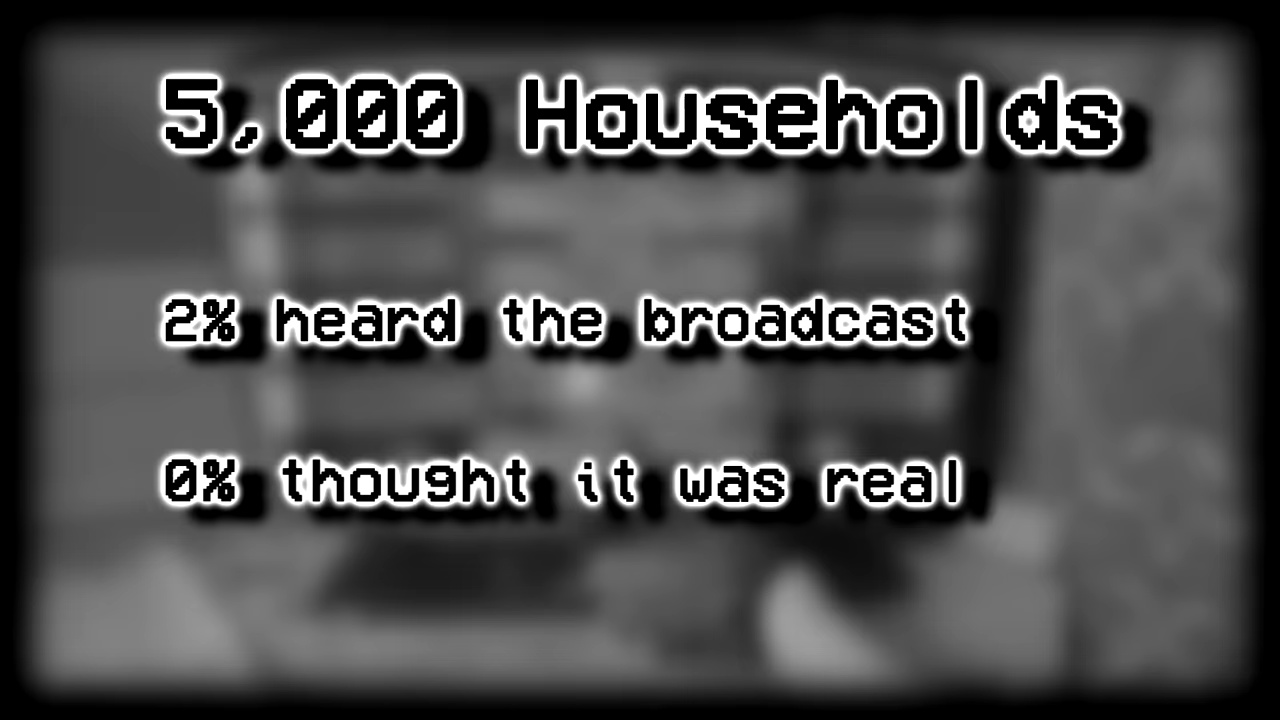 5,000 Households
2% heard the broadcast
0% thought it was real